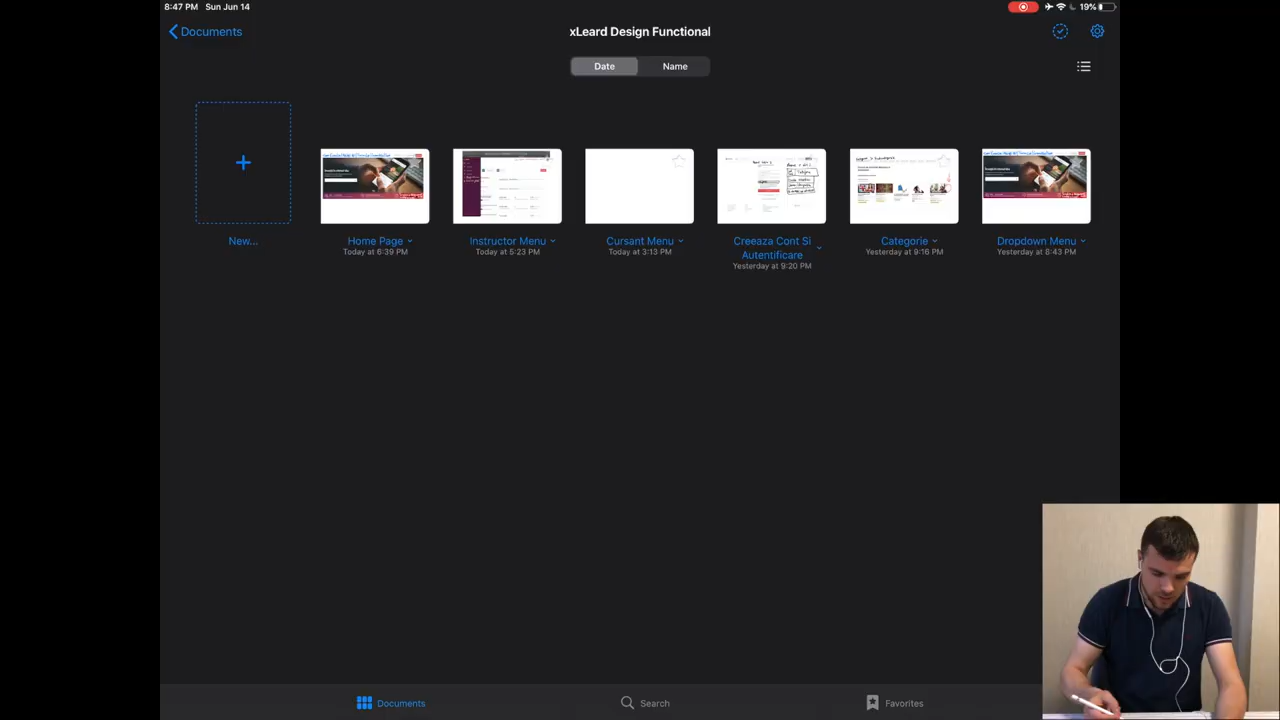 8:47 PM Sun Jun 14
19%
Documents
xLeard Design Functional
Date
Name
New...
Home Page
Today at 6:39 PM
Instructor Menu
Today at 5:23 PM
Cursant Menu
Today at 3:13 PM
Creeaza Cont Si
Autentificare
Yesterday at 9:20 PM
Categorie
Yesterday at 9:16 PM
Dropdown Menu
Yesterday at 8:43 PM
Documents
Search
Favorites